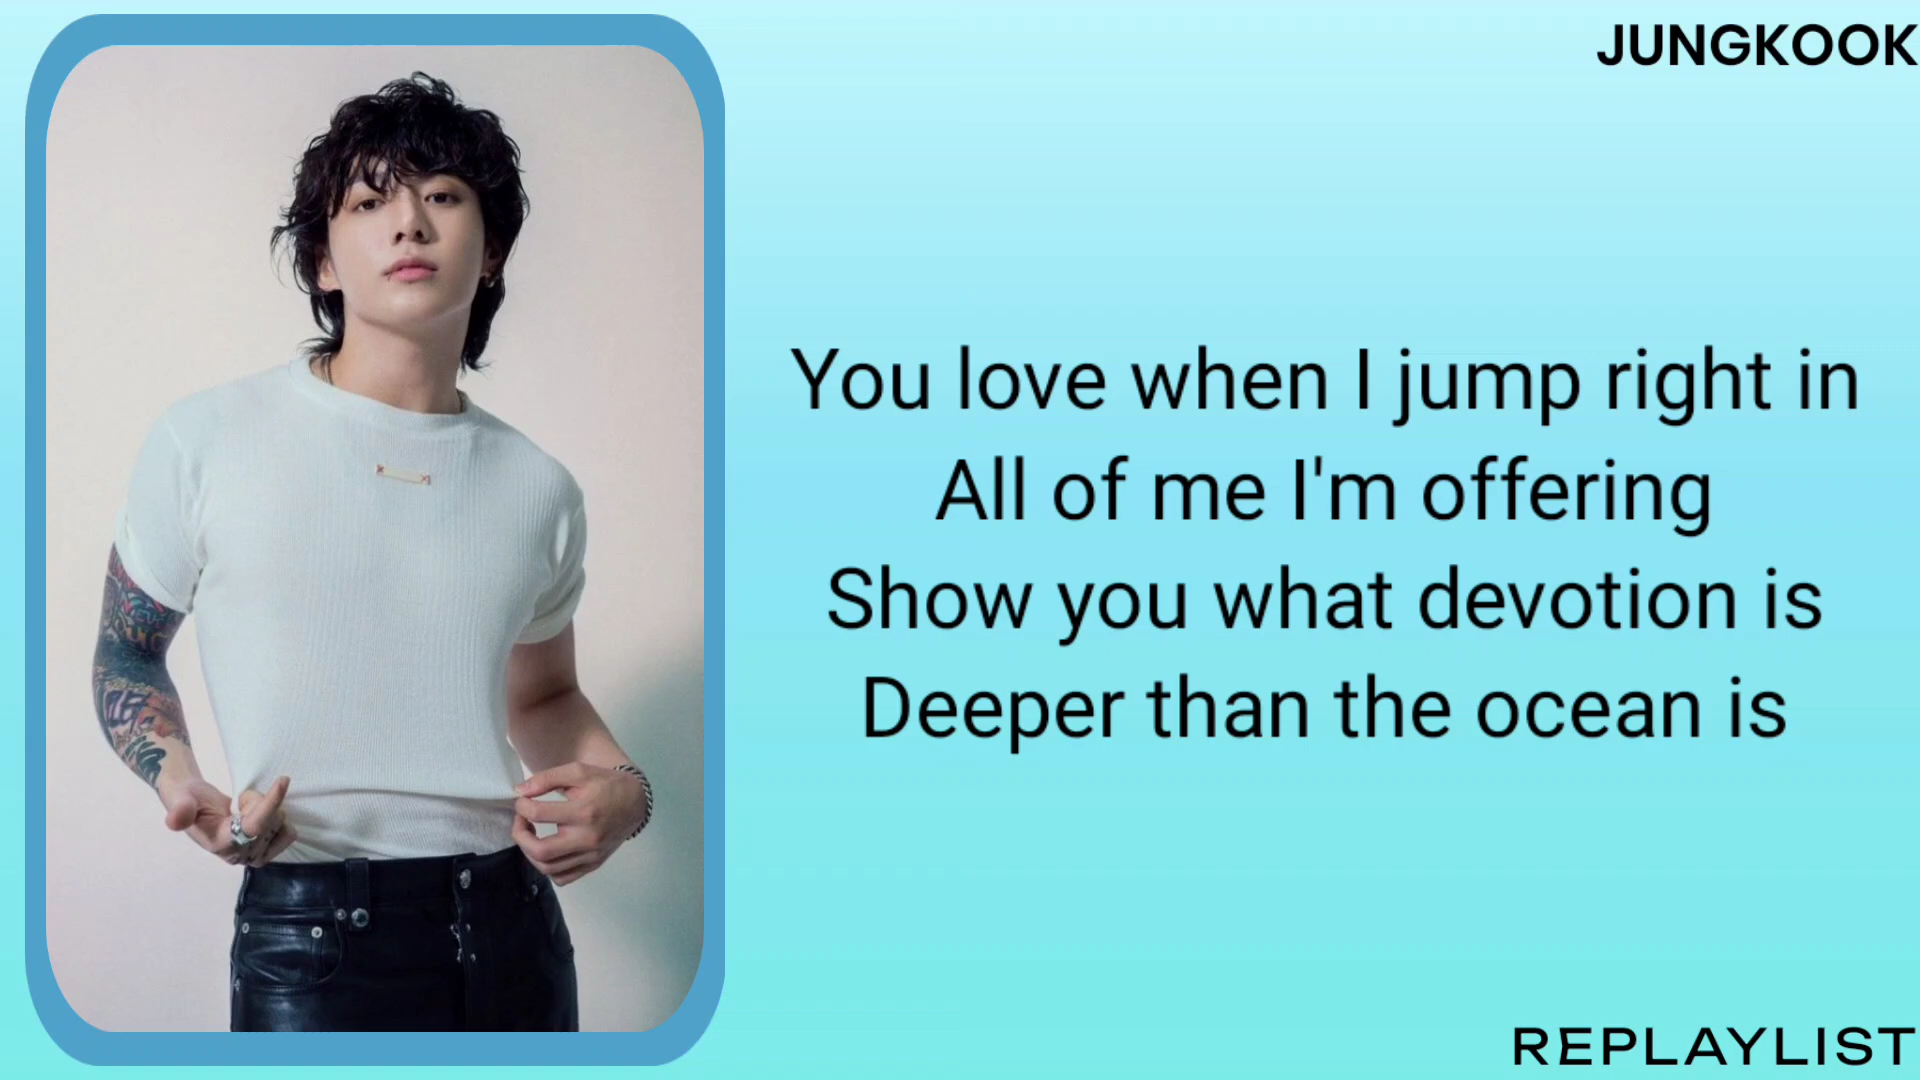 JUNGKOOK
You love when I jump right in
All of me I'm offering
Show you what devotion is
Deeper than the ocean is
REPLAYLIST